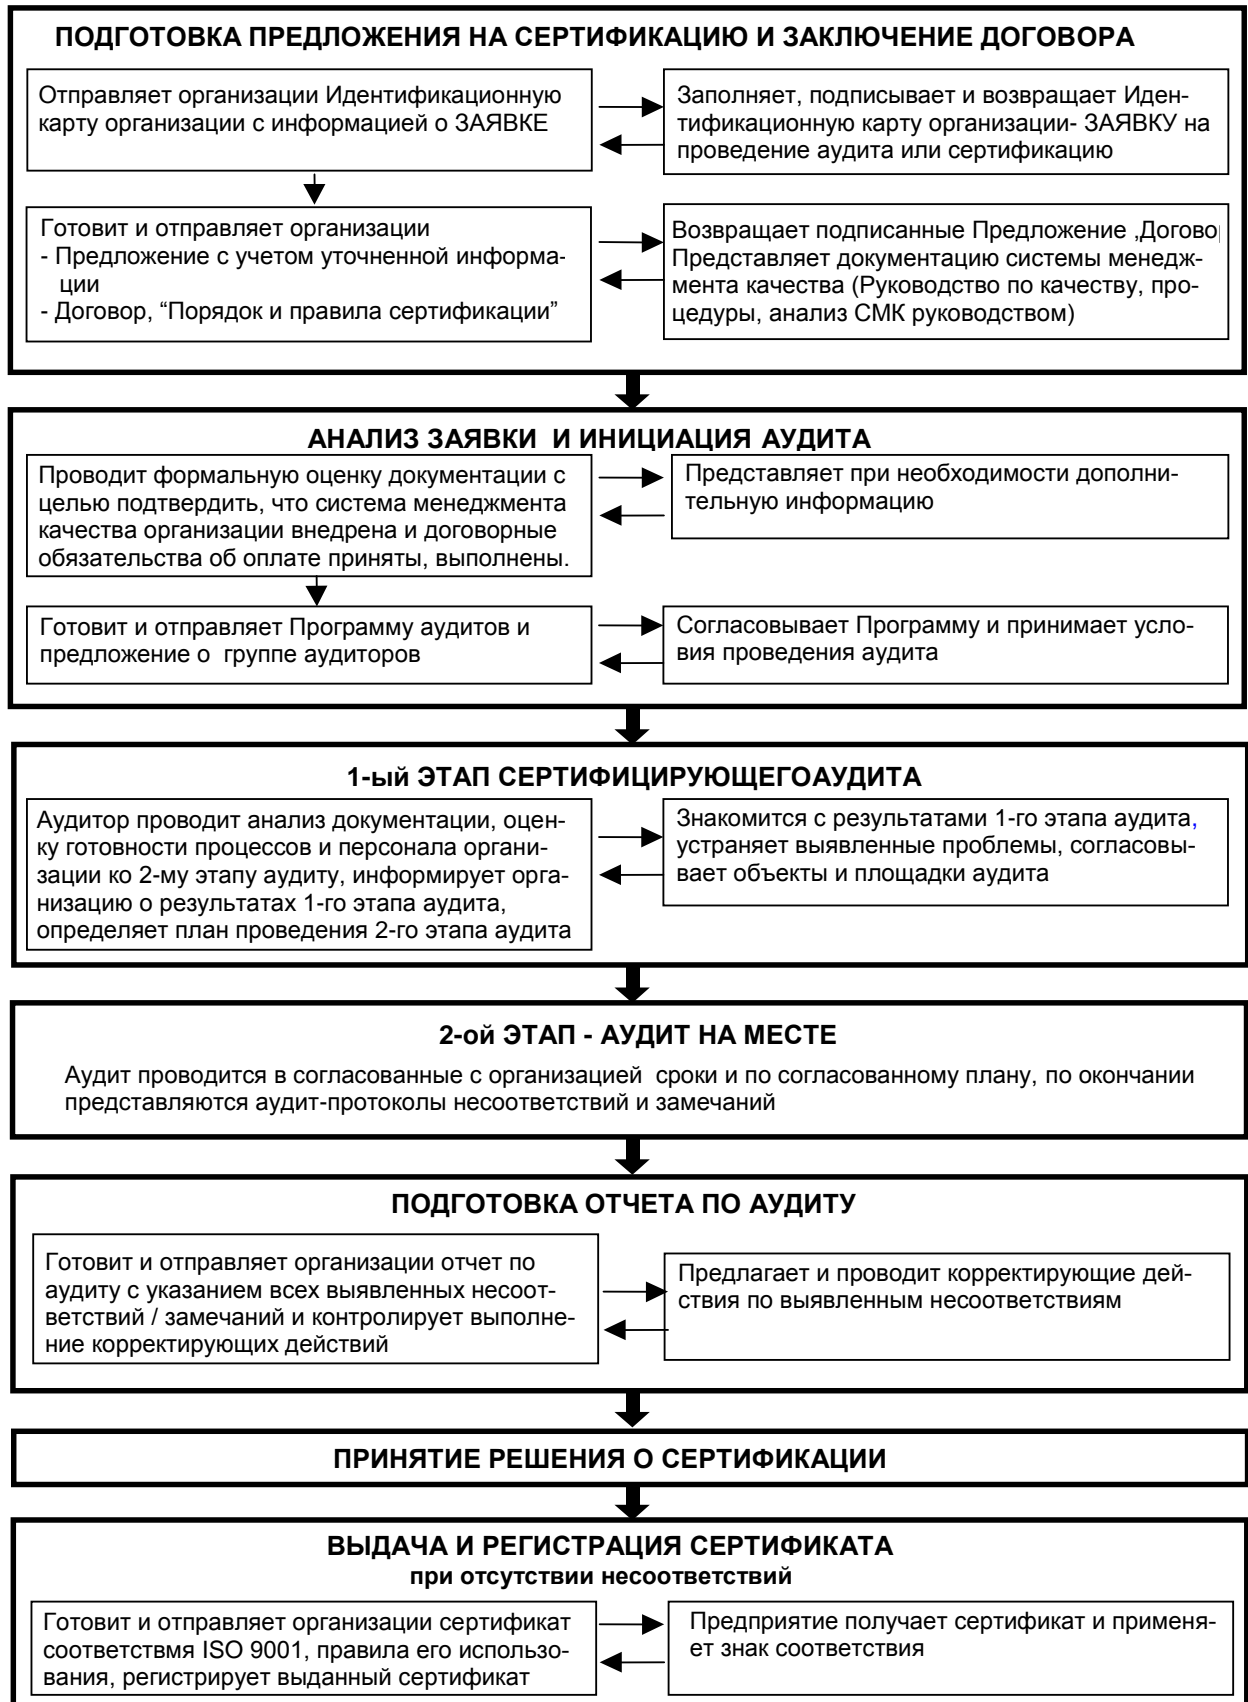 ПОДГОТОВКА ПРЕДЛОЖЕНИЯ НА СЕРТИФИКАЦИЮ И ЗАКЛЮЧЕНИЕ ДОГОВОРА
Отправляет организации Идентификационную
карту организации с информацией о ЗАЯВКЕ
Заполняет, подписывает и возвращает Иден-
тификационную карту организации- ЗАЯВКУ на
проведение аудита или сертификацию
Готовит и отправляет организации
- Предложение с учетом уточненной информа-
ции
- Договор, “Порядок и правила сертификации”
Возвращает подписанные Предложение ,Догово
Представляет документацию системы менедж-
мента качества (Руководство по качеству, про-
цедуры, анализ СМК руководством)
АНАЛИЗ ЗАЯВКИ И ИНИЦИАЦИЯ АУДИТА
Проводит формальную оценку документации с
целью подтвердить, что система менеджмента
качества организации внедрена и договорные
обязательства об оплате приняты, выполнены.
Представляет при необходимости дополни-
тельную информацию
Готовит и отправляет Программу аудитов и
предложение о группе аудиторов
Согласовывает Программу и принимает усло-
вия проведения аудита
1-ый ЭТАП СЕРТИФИЦИРУЮЩЕГОАУДИТА
Аудитор проводит анализ документации, оцен-
ку готовности процессов и персонала органи-
зации ко 2-му этапу аудиту, информирует орга-
низацию о результатах 1-го этапа аудита,
определяет план проведения 2-го этапа аудита
Знакомится с результатами 1-го этапа аудита,
устраняет выявленные проблемы, согласовы-
вает объекты и площадки аудита
2-ой ЭТАП - АУДИТ НА МЕСТЕ
Аудит проводится в согласованные с организацией сроки и по согласованному плану, по окончании
представляются аудит-протоколы несоответствий и замечаний
ПОДГОТОВКА ОТЧЕТА ПО АУДИТУ
Готовит и отправляет организации отчет по
аудиту с указанием всех выявленных несоот-
ветствий / замечаний и контролирует выполне-
ние корректирующих действий
Предлагает и проводит корректирующие дей-
ствия по выявленным несоответствиям
ПРИНЯТИЕ РЕШЕНИЯ О СЕРТИФИКАЦИИ
ВЫДАЧА И РЕГИСТРАЦИЯ СЕРТИФИКАТА
при отсутствии несоответствий
Готовит и отправляет организации сертификат
соответствмя ISO 9001, правила его использо-
вания, регистрирует выданный сертификат
Предприятие получает сертификат и применя-
ет знак соответствия